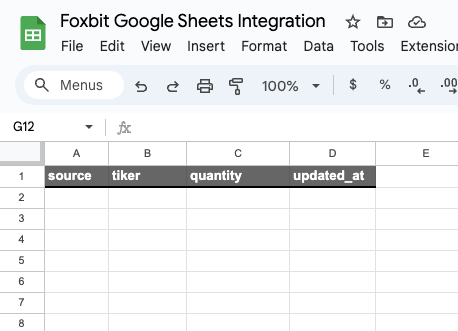 Foxbit Google Sheets Integration
File Edit View Insert Format Data Tools
Menus 100% $ % .0 .00
G12 fx
A B C D E
1 source tiker quantity updated_at
2
3
4
5
6
7
8